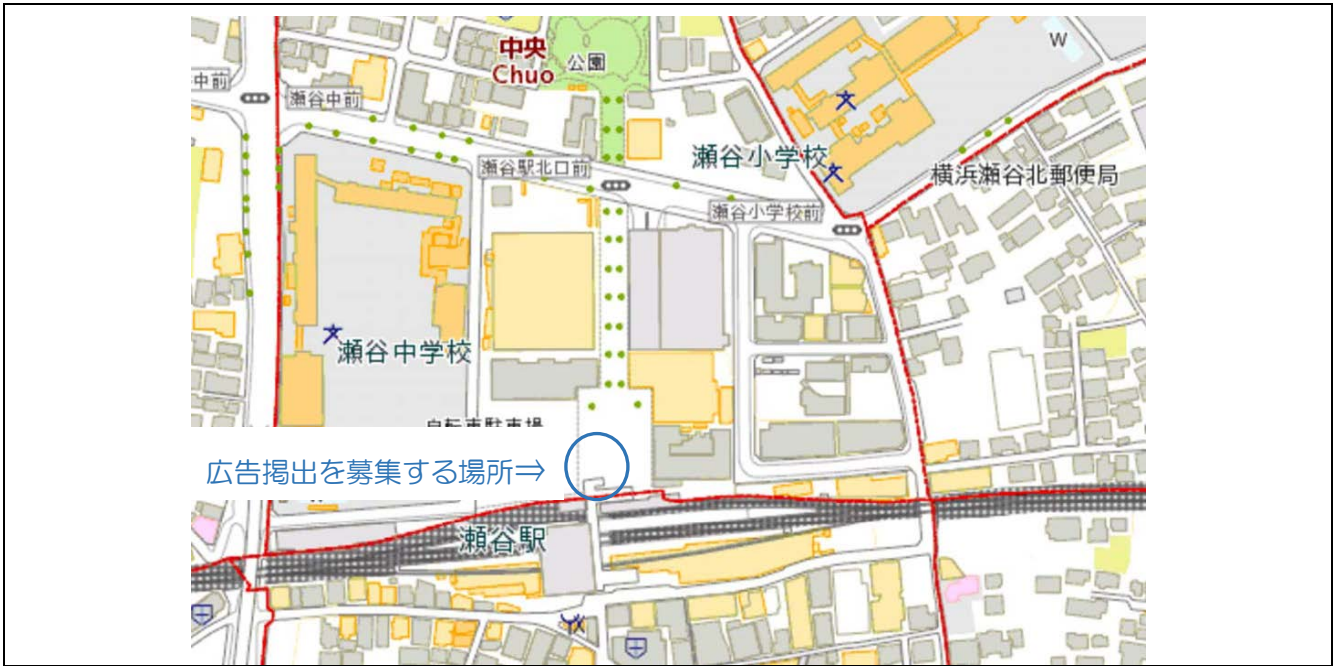 中央
Chuo
公園
W
中前
瀬谷中前
瀬谷駅北口前
瀬谷小学校
横浜瀬谷北郵便局
瀬谷小学校前
瀬谷中学校
自転車駐車場
広告掲出を募集する場所⇒
瀬谷駅